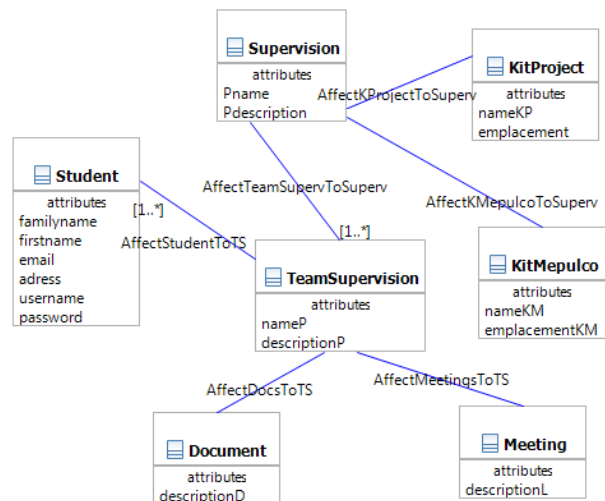 Supervision
attributes
Pname
Pdescription
KitProject
attributes
nameKP
emplacement
AffectKProjectToSuperv
Student
attributes
familyname
firstname
email
adress
username
password
[1..*]
AffectStudentToTS
AffectTeamSupervToSuperv
[1..*]
AffectKMepulcoToSuperv
TeamSupervision
attributes
nameP
descriptionP
KitMepulco
attributes
nameKM
emplacementKM
AffectDocsToTS
AffectMeetingsToTS
Document
attributes
descriptionD
Meeting
attributes
descriptionL